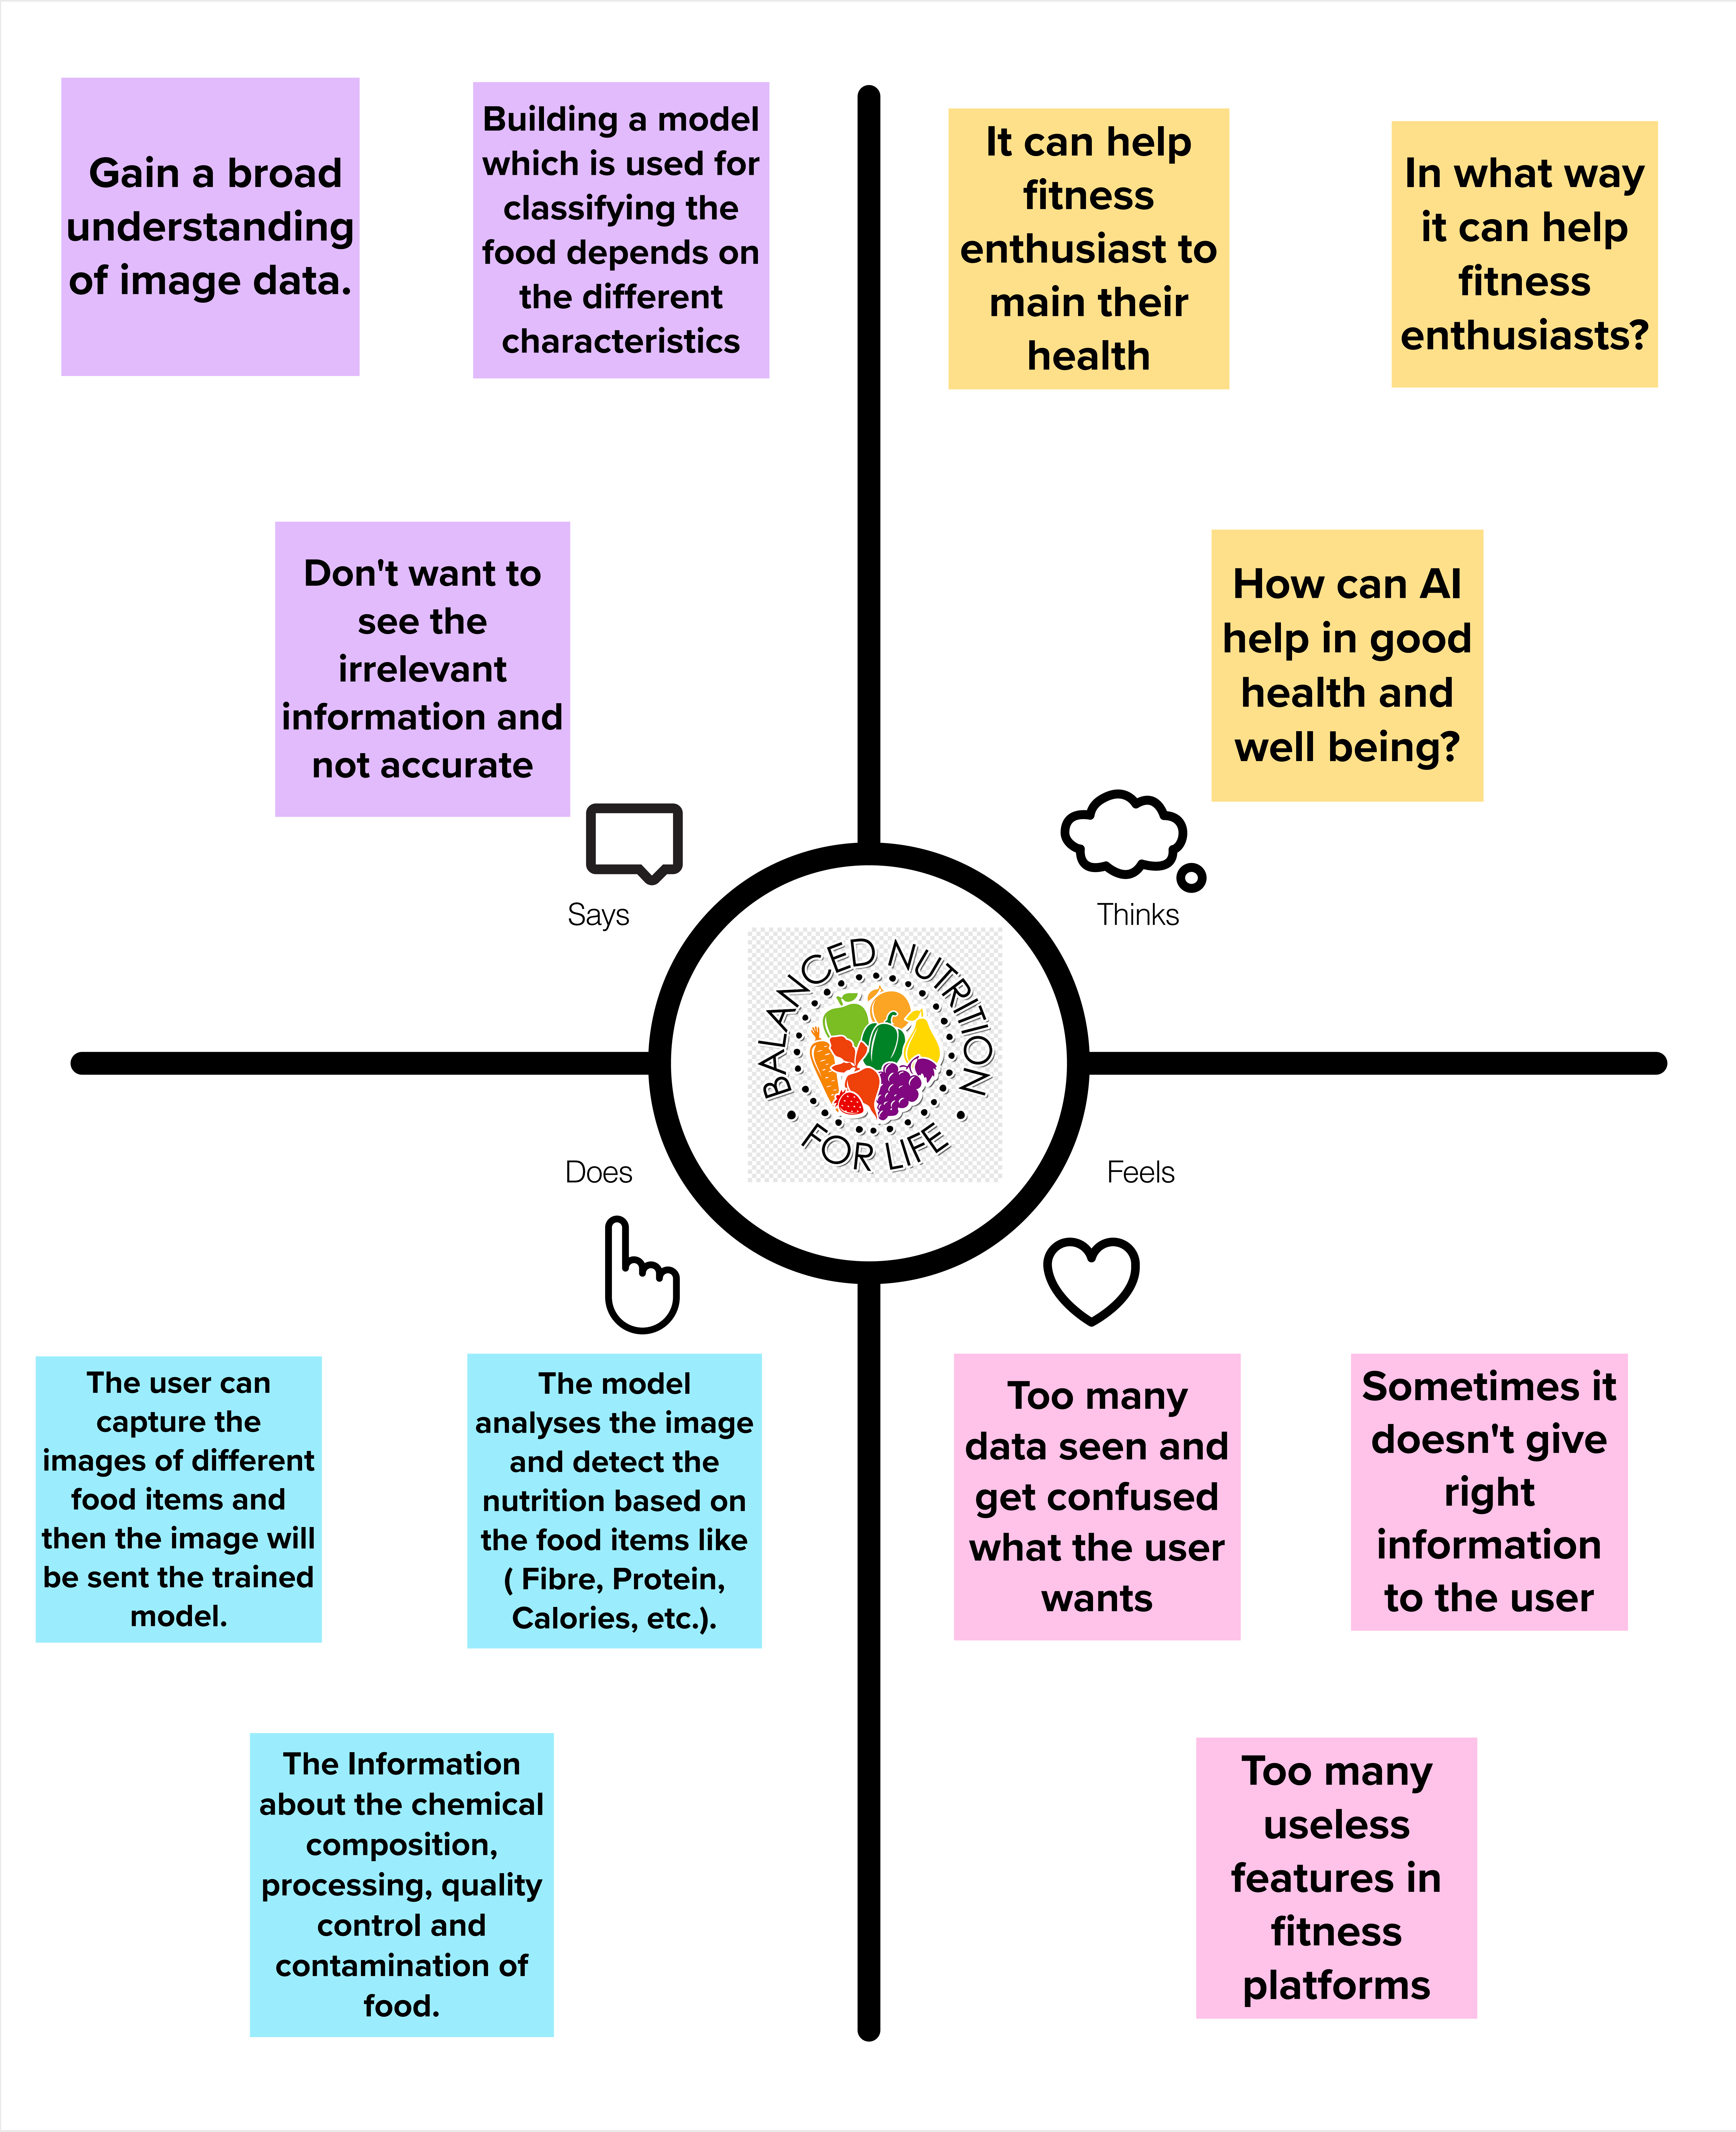 Gain a broad
understanding
of image data.
Building a model
which is used for
classifying the
food depends on
the different
characteristics
Don't want to
see the
irrelevant
information and
not accurate
Says
It can help
fitness
enthusiast to
main their
health
In what way
it can help
fitness
enthusiasts?
How can AI
help in good
health and
well being?
Thinks
BALANCED NUTRITION
• FOR LIFE •
Does
The user can
capture the
images of different
food items and
then the image will
be sent the trained
model.
The model
analyses the image
and detect the
nutrition based on
the food items like
( Fibre, Protein,
Calories, etc.).
The Information
about the chemical
composition,
processing, quality
control and
contamination of
food.
Feels
Too many
data seen and
get confused
what the user
wants
Sometimes it
doesn't give
right
information
to the user
Too many
useless
features in
fitness
platforms